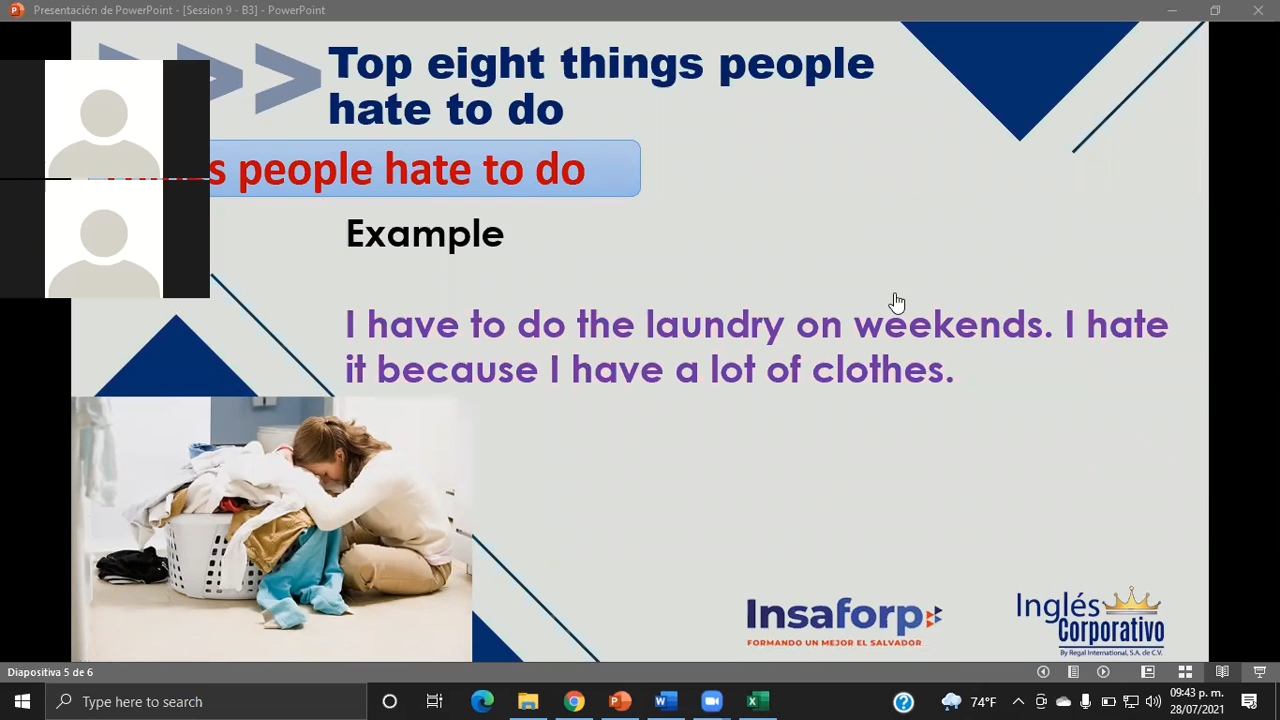 Presentación de PowerPoint - [Session 9 - B3] - PowerPoint
Top eight things people
hate to do
people hate to do
Example
I have to do the laundry on weekends. I hate
it because I have a lot of clothes.
Insaforp
FORMANDO UN MEJOR EL SALVADOR
Inglés
Corporativo
By Regal International, S.A. de C.V.
Diapositiva 5 de 6
Type here to search
74°F
09:43 p. m.
28/07/2021